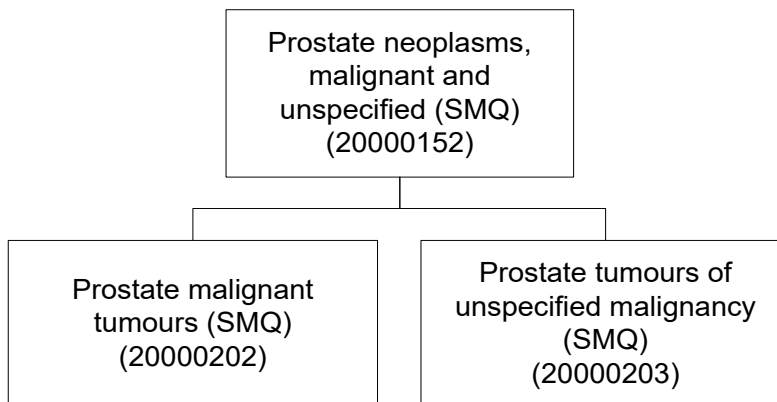 Prostate neoplasms,
malignant and
unspecified (SMQ)
(20000152)
Prostate malignant
tumours (SMQ)
(20000202)
Prostate tumours of
unspecified malignancy
(SMQ)
(20000203)